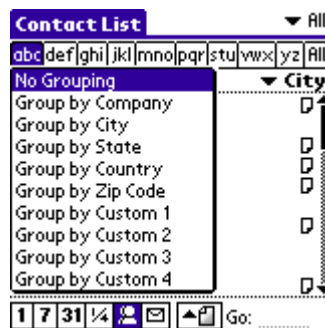 Contact List ▼ All
abc def ghi jkl mno pqr stu vwx yz All
No Grouping ▼ City
Group by Company
Group by City
Group by State
Group by Country
Group by Zip Code
Group by Custom 1
Group by Custom 2
Group by Custom 3
Group by Custom 4
1 7 31 ¼ Go: